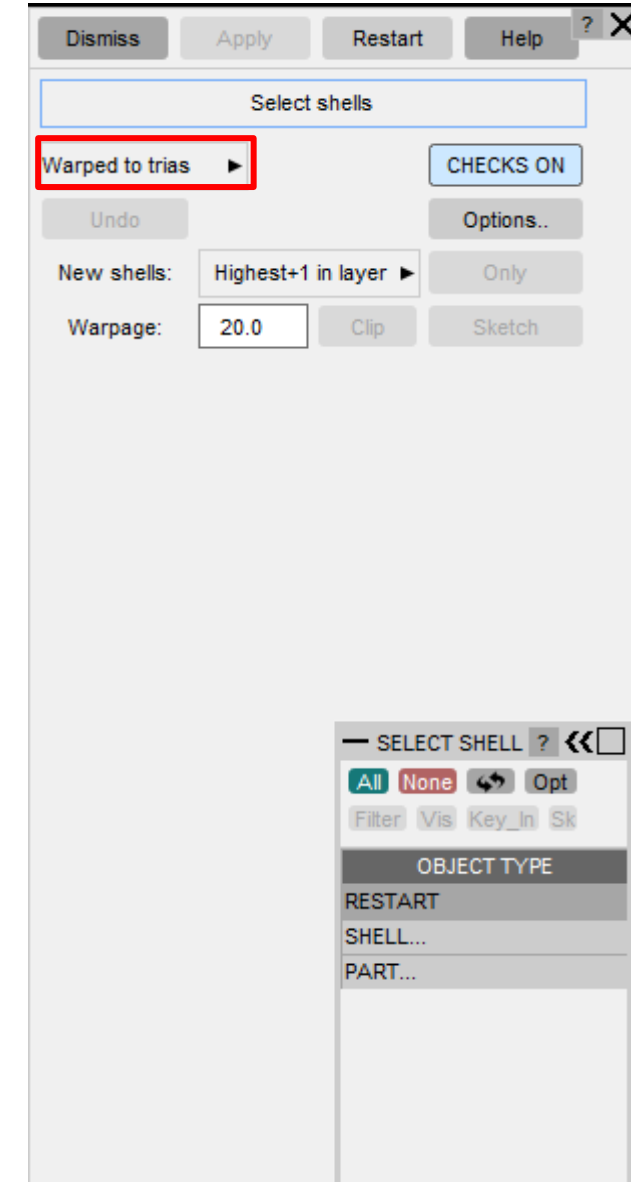 Dismiss Apply Restart Help ?
Select shells
Warped to trias CHECKS ON
Undo Options..
New shells: Highest+1 in layer Only
Warpage: 20.0 Clip Sketch
SELECT SHELL ?
All None Opt
Filter Vis Key_In Sk
OBJECT TYPE
RESTART
SHELL...
PART...